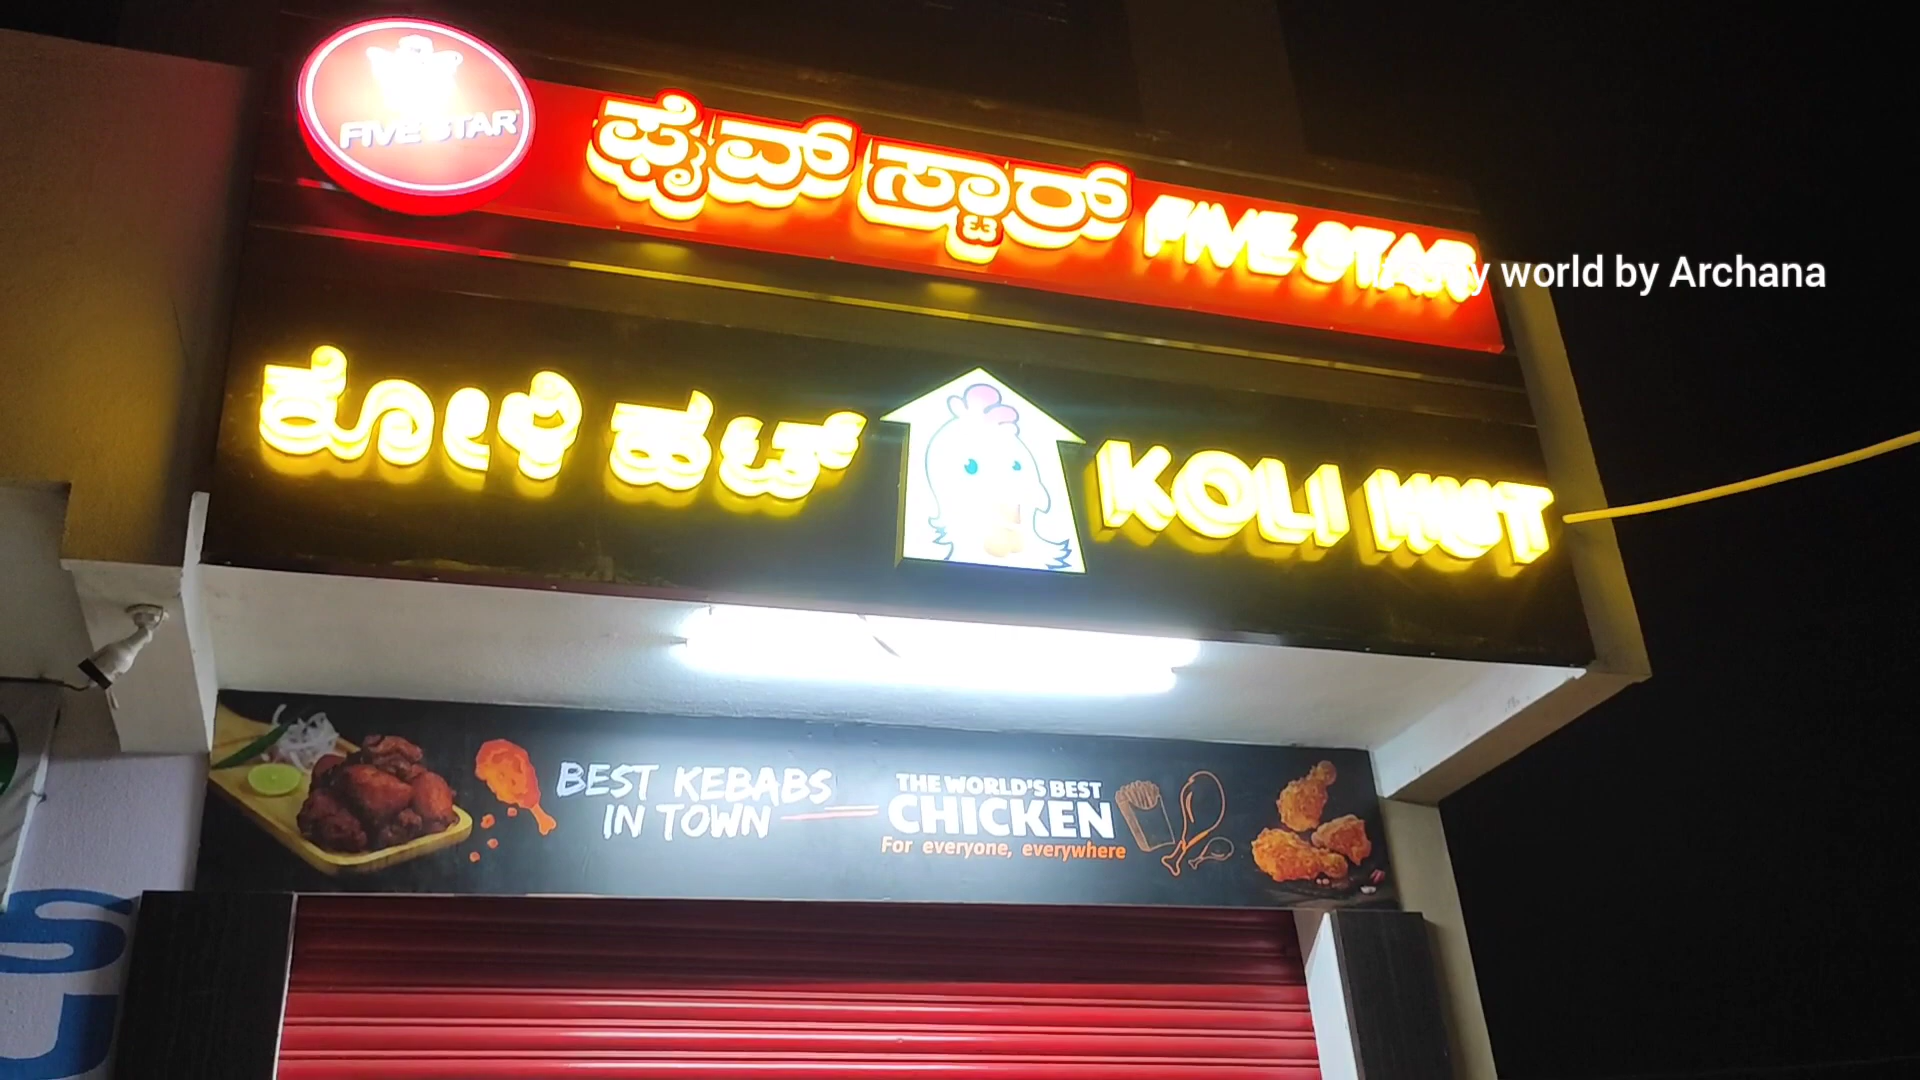 FIVE STAR
ಫೈವ್ ಸ್ಟಾರ್ FIVE STAR
world by Archana
ಕೋಳಿ ಹಟ್ KOLI HUT
BEST KEBABS
IN TOWN
THE WORLD'S BEST
CHICKEN
For everyone, everywhere